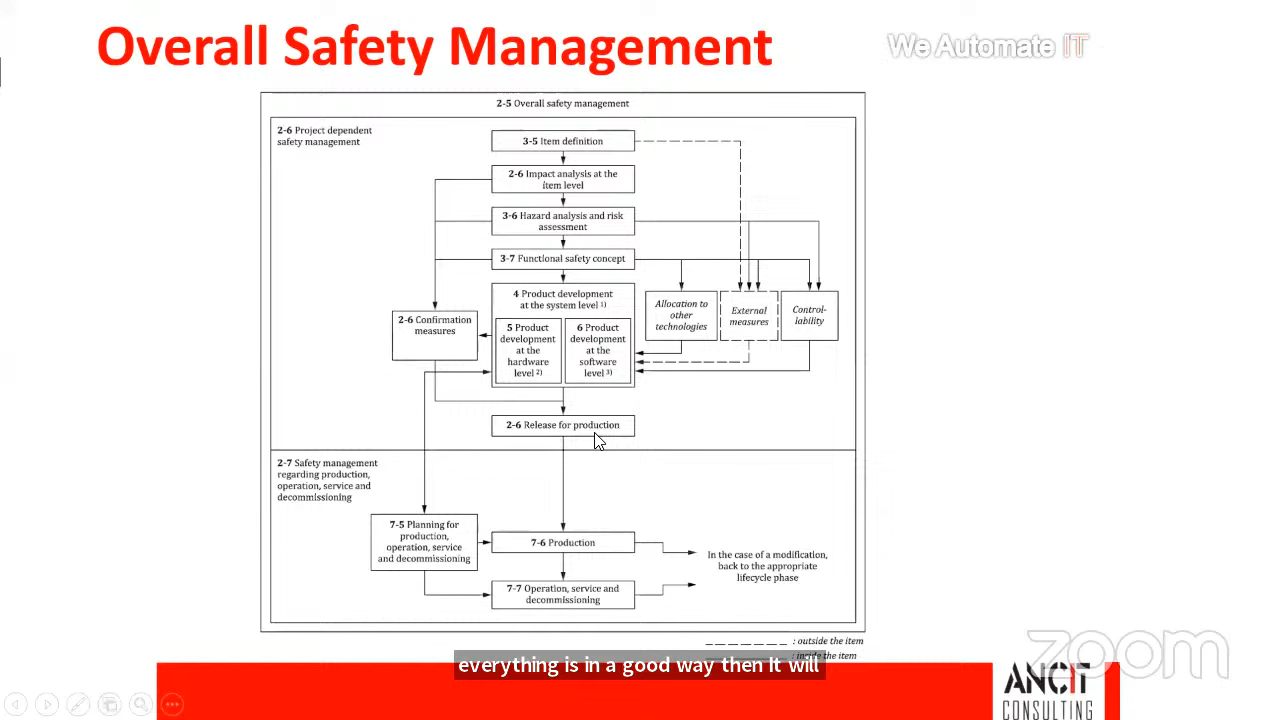 Overall Safety Management
We Automate IT
2-5 Overall safety management
2-6 Project dependent
safety management
3-5 Item definition
2-6 Impact analysis at the
item level
3-6 Hazard analysis and risk
assessment
3-7 Functional safety concept
4 Product development
at the system level 1)
5 Product
development
at the
hardware
level 2)
6 Product
development
at the
software
level 3)
Allocation to
other
technologies
External
measures
Control-
lability
2-6 Confirmation
measures
2-6 Release for production
2-7 Safety management
regarding production,
operation, service and
decommissioning
7-5 Planning for
production,
operation, service
and decommissioning
7-6 Production
7-7 Operation, service and
decommissioning
In the case of a modification,
back to the appropriate
lifecycle phase
: outside the item
: inside the item
everything is in a good way then It will
zoom
ANCIT
CONSULTING